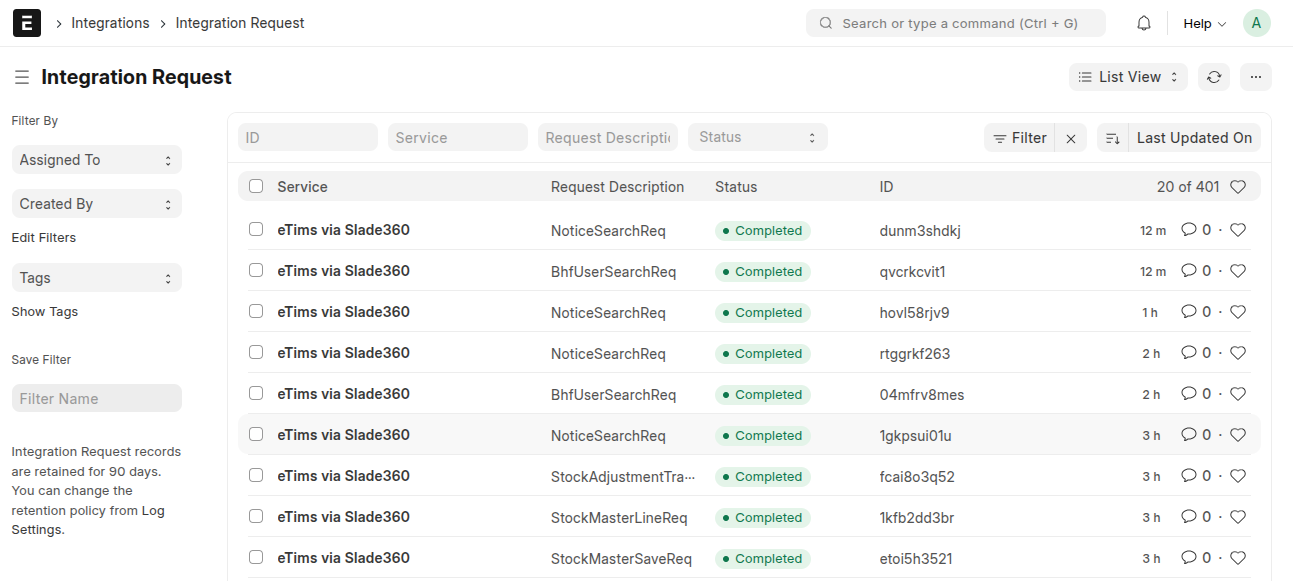 E > Integrations > Integration Request
Search or type a command (Ctrl + G)
Help
A
Integration Request
List View
Filter By
Assigned To
Created By
Edit Filters
Tags
Show Tags
Save Filter
Filter Name
Integration Request records
are retained for 90 days.
You can change the
retention policy from Log
Settings.
ID Service Request Descriptic Status Filter Last Updated On
Service Request Description Status ID 20 of 401
eTims via Slade360 NoticeSearchReq Completed dunm3shdkj 12 m 0 ·
eTims via Slade360 BhfUserSearchReq Completed qvcrkcvit1 12 m 0 ·
eTims via Slade360 NoticeSearchReq Completed hovl58rjv9 1 h 0 ·
eTims via Slade360 NoticeSearchReq Completed rtggrkf263 2 h 0 ·
eTims via Slade360 BhfUserSearchReq Completed 04mfrv8mes 2 h 0 ·
eTims via Slade360 NoticeSearchReq Completed 1gkpsui01u 3 h 0 ·
eTims via Slade360 StockAdjustmentTra··· Completed fcai8o3q52 3 h 0 ·
eTims via Slade360 StockMasterLineReq Completed 1kfb2dd3br 3 h 0 ·
eTims via Slade360 StockMasterSaveReq Completed etoi5h3521 3 h 0 ·